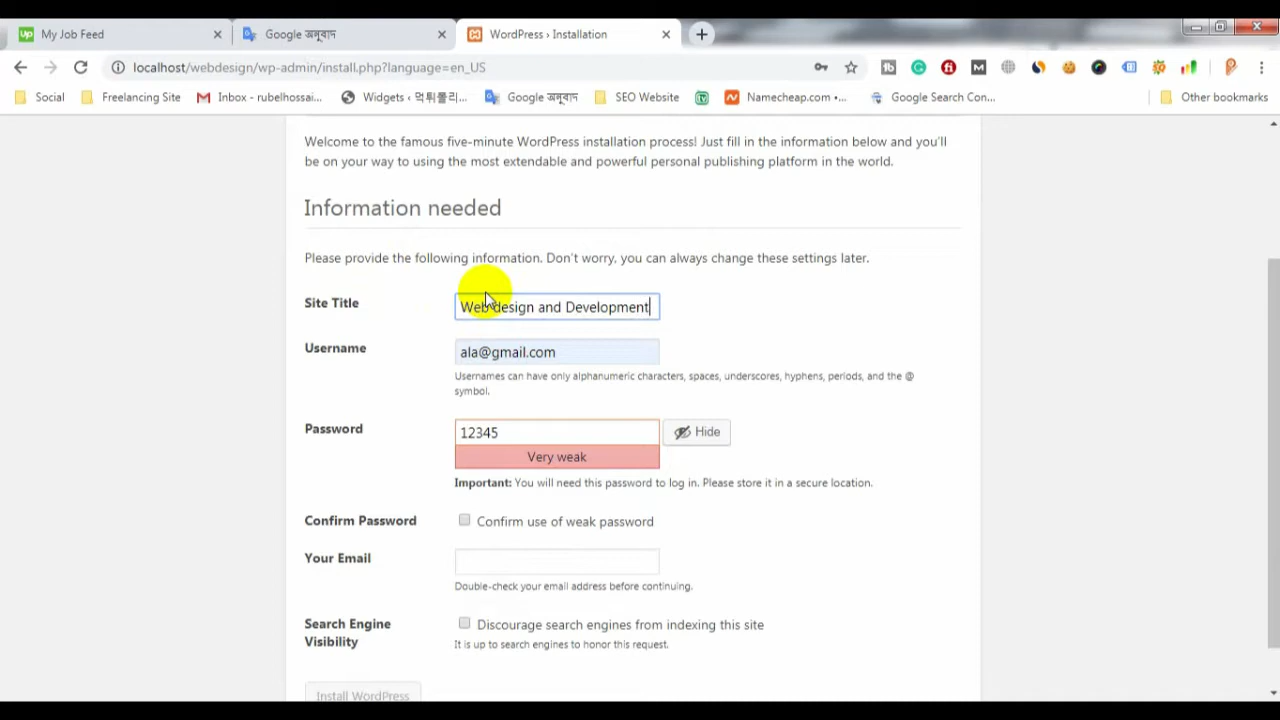 My Job Feed
Google অনুবাদ
WordPress › Installation
localhost/webdesign/wp-admin/install.php?language=en_US
Social
Freelancing Site
Inbox - rubelhossai...
Widgets ‹ 먹튀폴리...
Google অনুবাদ
SEO Website
Namecheap.com •...
Google Search Con...
Other bookmarks
Welcome to the famous five-minute WordPress installation process! Just fill in the information below and you'll
be on your way to using the most extendable and powerful personal publishing platform in the world.
Information needed
Please provide the following information. Don't worry, you can always change these settings later.
Site Title
Web design and Development
Username
ala@gmail.com
Usernames can have only alphanumeric characters, spaces, underscores, hyphens, periods, and the @
symbol.
Password
12345
Hide
Very weak
Important: You will need this password to log in. Please store it in a secure location.
Confirm Password
Confirm use of weak password
Your Email
Double-check your email address before continuing.
Search Engine
Visibility
Discourage search engines from indexing this site
It is up to search engines to honor this request.
Install WordPress